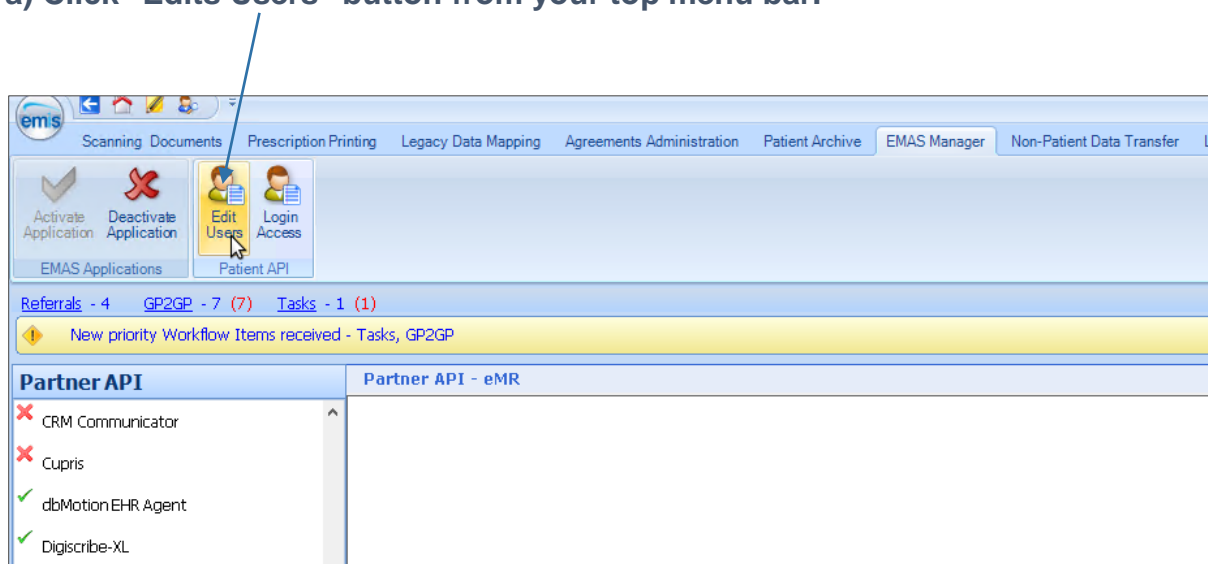 a) Click "Edits Users" button from your top menu bar.
emis
Scanning Documents Prescription Printing Legacy Data Mapping Agreements Administration Patient Archive EMAS Manager Non-Patient Data Transfer
Activate Application Deactivate Application Edit Users Login Access
EMAS Applications Patient API
Referrals - 4 GP2GP - 7 (7) Tasks - 1 (1)
New priority Workflow Items received - Tasks, GP2GP
Partner API Partner API - eMR
CRM Communicator
Cupris
dbMotion EHR Agent
Digiscribe-XL